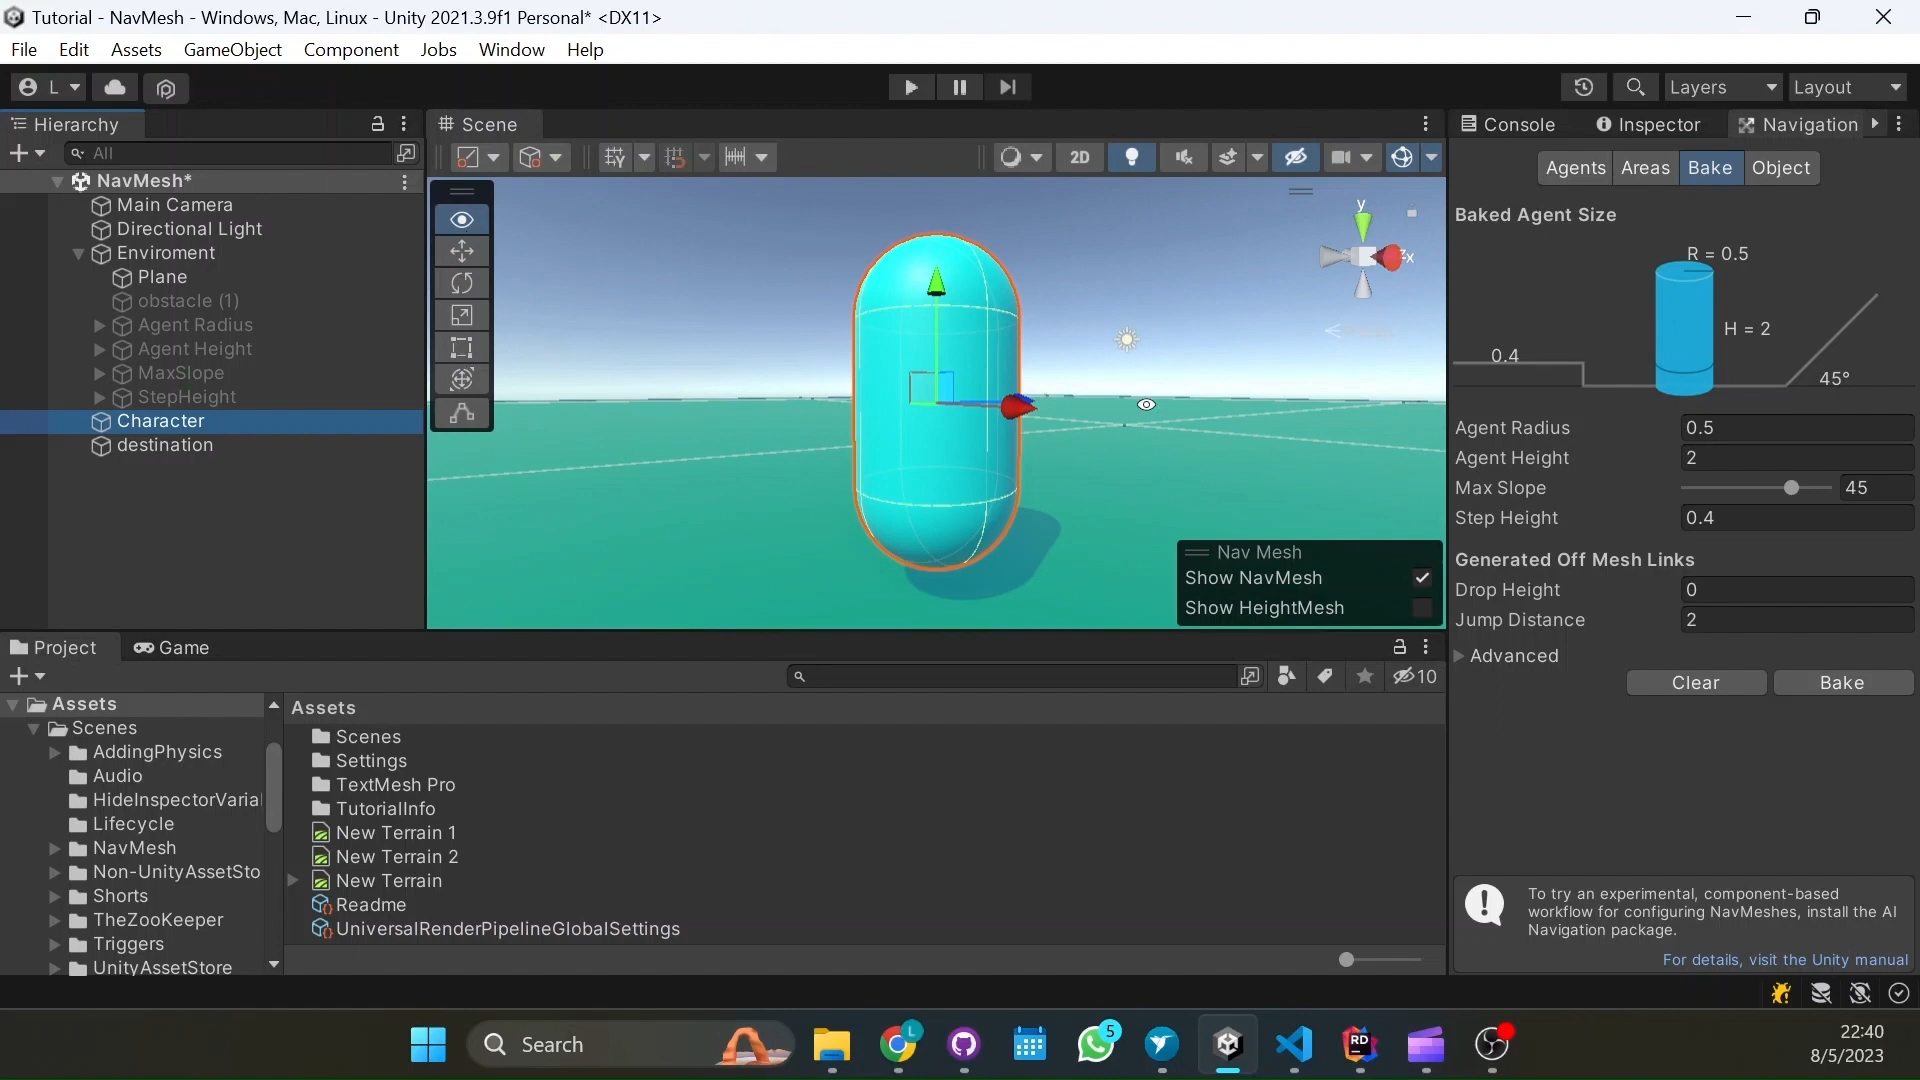 Tutorial - NavMesh - Windows, Mac, Linux - Unity 2021.3.9f1 Personal* <DX11>
File Edit Assets GameObject Component Jobs Window Help
L Layers Layout
Hierarchy
All
NavMesh*
Main Camera
Directional Light
Enviroment
Plane
obstacle (1)
Agent Radius
Agent Height
MaxSlope
StepHeight
Character
destination
Scene
2D
y
x
Nav Mesh
Show NavMesh
Show HeightMesh
Console Inspector Navigation
Agents Areas Bake Object
Baked Agent Size
R = 0.5
H = 2
0.4
45°
Agent Radius 0.5
Agent Height 2
Max Slope 45
Step Height 0.4
Generated Off Mesh Links
Drop Height 0
Jump Distance 2
Advanced
Clear Bake
To try an experimental, component-based
workflow for configuring NavMeshes, install the AI
Navigation package.
For details, visit the Unity manual
Project Game
10
Assets
Scenes
AddingPhysics
Audio
HideInspectorVaria
Lifecycle
NavMesh
Non-UnityAssetSto
Shorts
TheZooKeeper
Triggers
UnityAssetStore
Assets
Scenes
Settings
TextMesh Pro
TutorialInfo
New Terrain 1
New Terrain 2
New Terrain
Readme
UniversalRenderPipelineGlobalSettings
Search
L
5
RD
22:40
8/5/2023